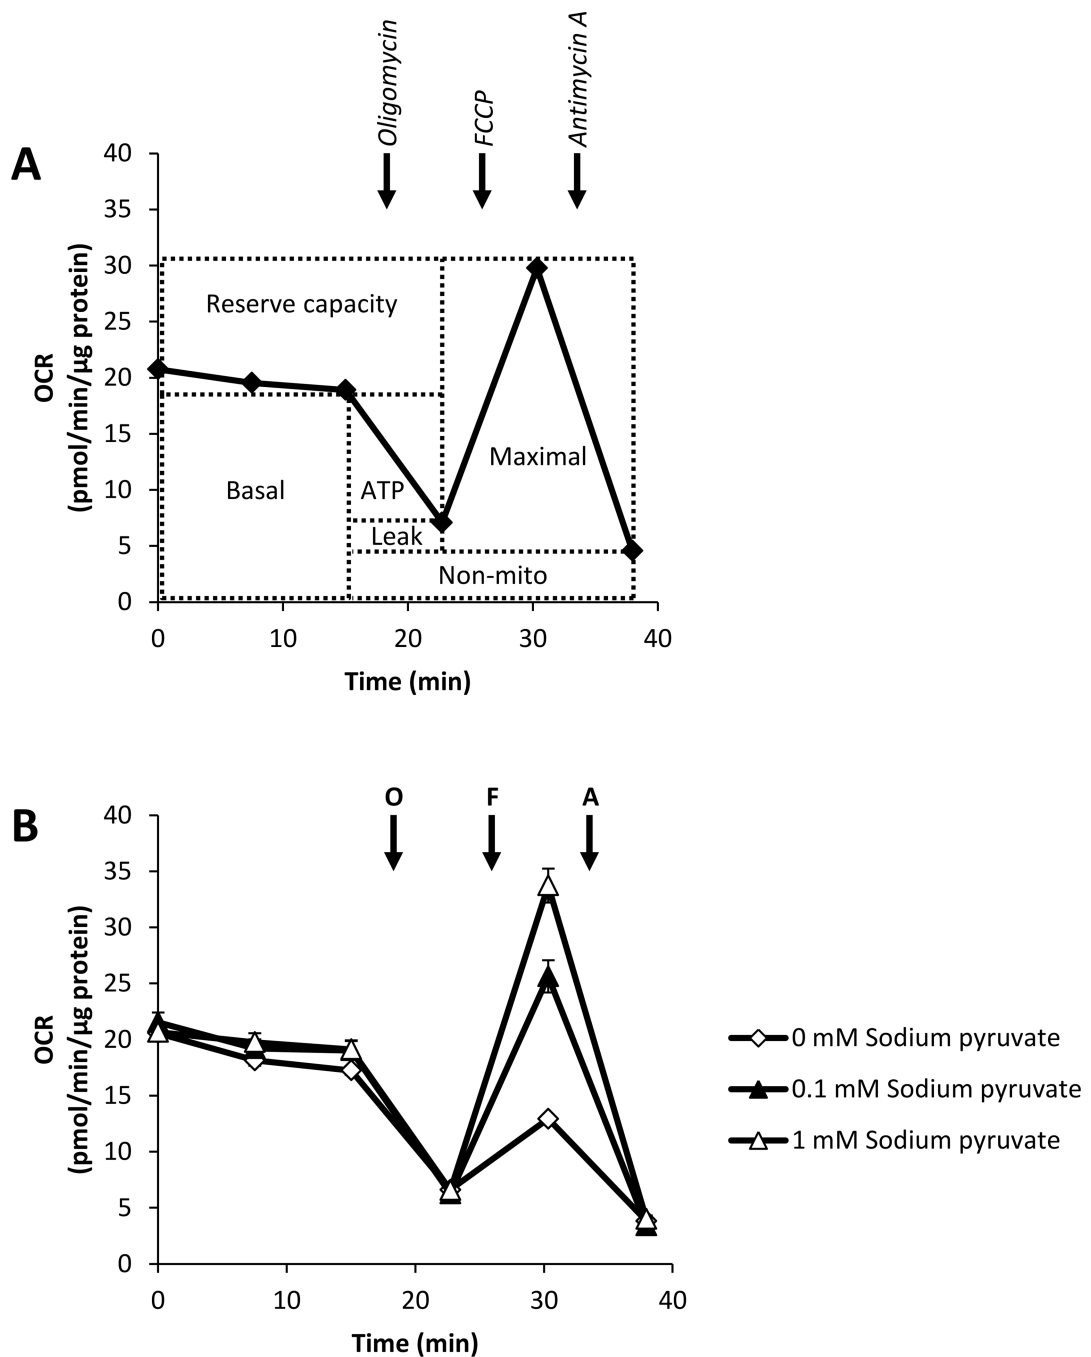 Oligomycin
FCCP
Antimycin A
A
40
35
30
25
20
15
10
5
0
OCR
(pmol/min/µg protein)
Reserve capacity
Basal
ATP
Maximal
Leak
Non-mito
0
10
20
30
40
Time (min)
B
O
F
A
40
35
30
25
20
15
10
5
0
OCR
(pmol/min/µg protein)
0 mM Sodium pyruvate
0.1 mM Sodium pyruvate
1 mM Sodium pyruvate
0
10
20
30
40
Time (min)